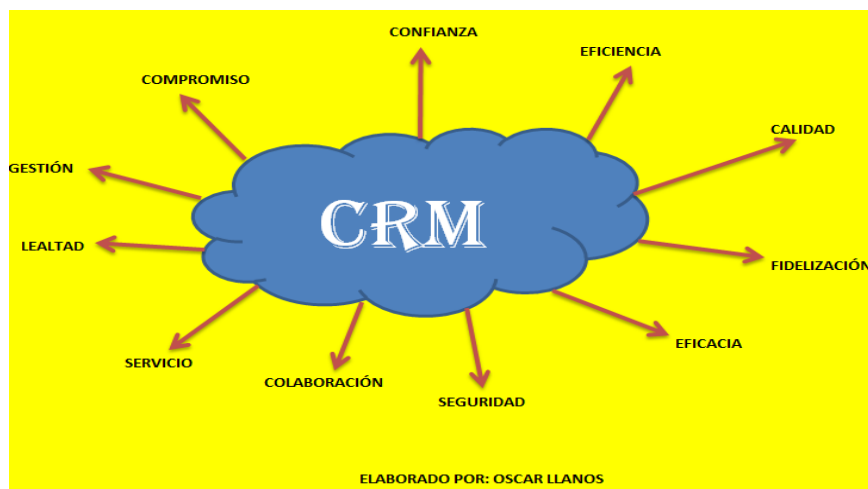 CONFIANZA
EFICIENCIA
COMPROMISO
CALIDAD
GESTIÓN
CRM
LEALTAD
FIDELIZACIÓN
EFICACIA
SERVICIO
COLABORACIÓN
SEGURIDAD
ELABORADO POR: OSCAR LLANOS